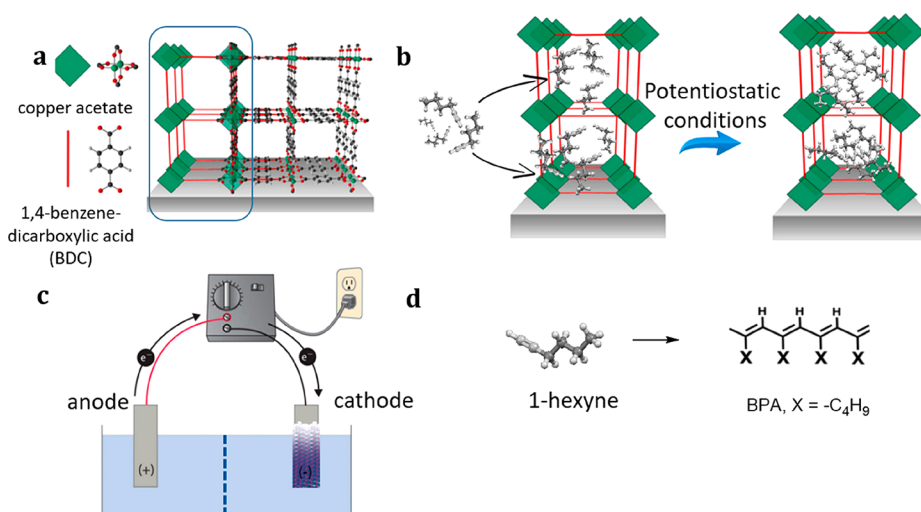 a
copper acetate
1,4-benzene-
dicarboxylic acid
(BDC)
b
Potentiostatic
conditions
c
e⁻
e⁻
anode
cathode
(+)
(-)
d
1-hexyne
H H H
X X X X
BPA, X = -C₄H₉